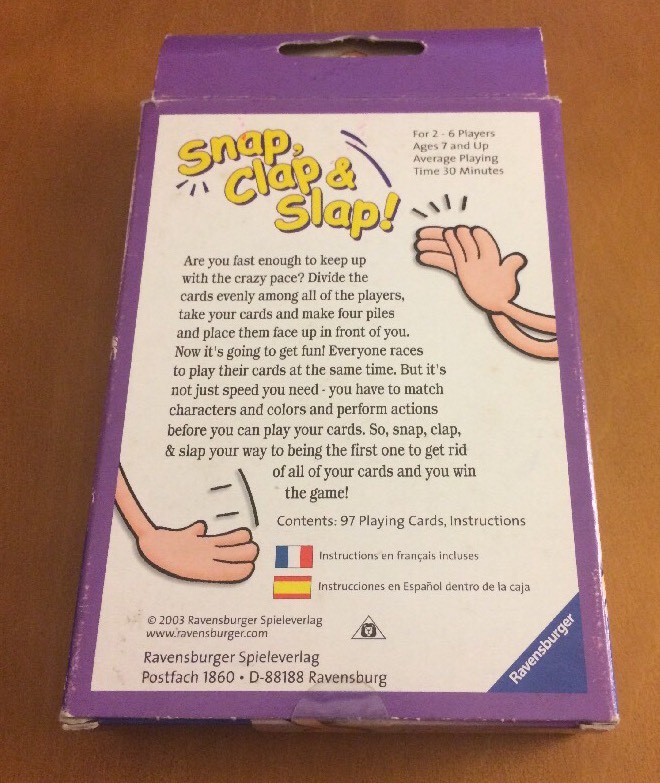 Snap,
Clap &
Slap!
For 2 - 6 Players
Ages 7 and Up
Average Playing
Time 30 Minutes
Are you fast enough to keep up
with the crazy pace? Divide the
cards evenly among all of the players,
take your cards and make four piles
and place them face up in front of you.
Now it's going to get fun! Everyone races
to play their cards at the same time. But it's
not just speed you need - you have to match
characters and colors and perform actions
before you can play your cards. So, snap, clap,
& slap your way to being the first one to get rid
of all of your cards and you win
the game!
Contents: 97 Playing Cards, Instructions
Instructions en français incluses
Instrucciones en Español dentro de la caja
© 2003 Ravensburger Spieleverlag
www.ravensburger.com
Ravensburger Spieleverlag
Postfach 1860 • D-88188 Ravensburg
Ravensburger